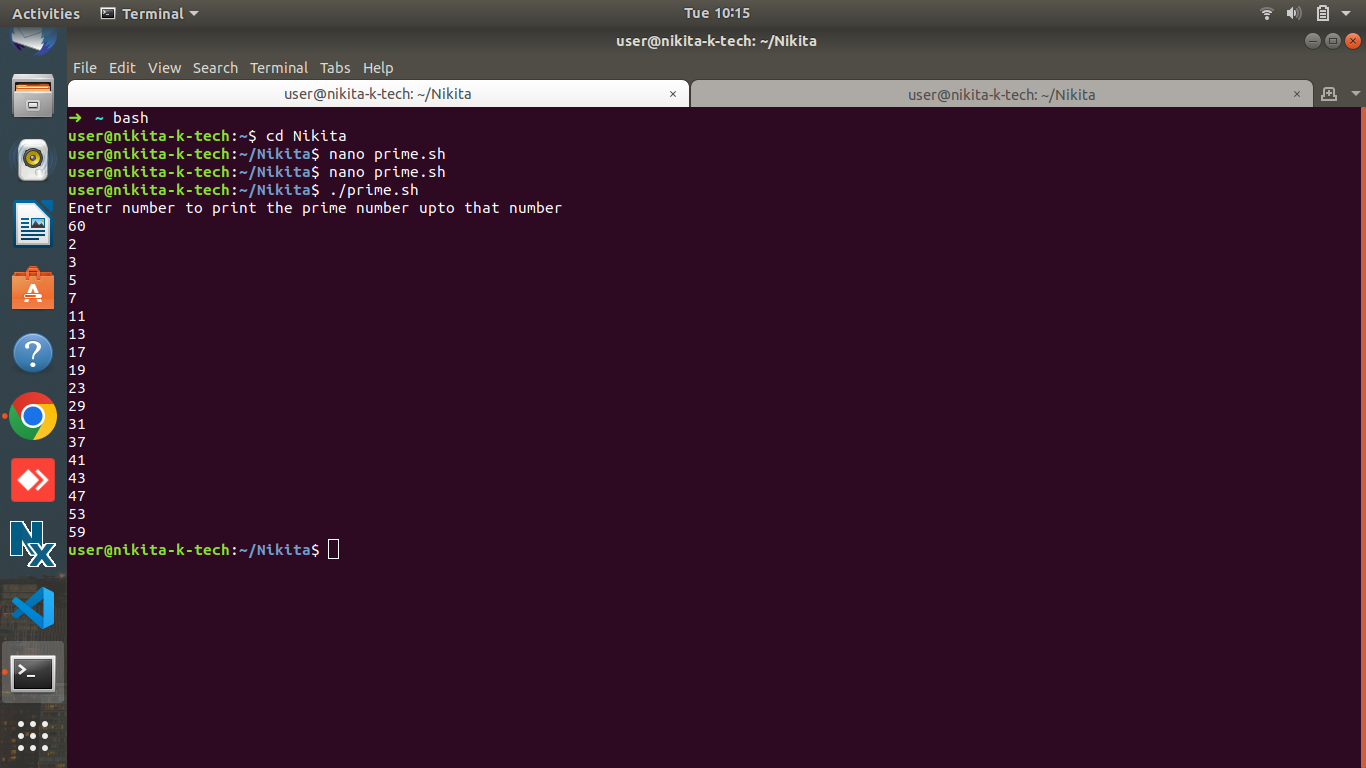 Activities Terminal Tue 10:15
user@nikita-k-tech: ~/Nikita
File Edit View Search Terminal Tabs Help
user@nikita-k-tech: ~/Nikita × user@nikita-k-tech: ~/Nikita ×
➜ ~ bash
user@nikita-k-tech:~$ cd Nikita
user@nikita-k-tech:~/Nikita$ nano prime.sh
user@nikita-k-tech:~/Nikita$ nano prime.sh
user@nikita-k-tech:~/Nikita$ ./prime.sh
Enetr number to print the prime number upto that number
60
2
3
5
7
11
13
17
19
23
29
31
37
41
43
47
53
59
user@nikita-k-tech:~/Nikita$